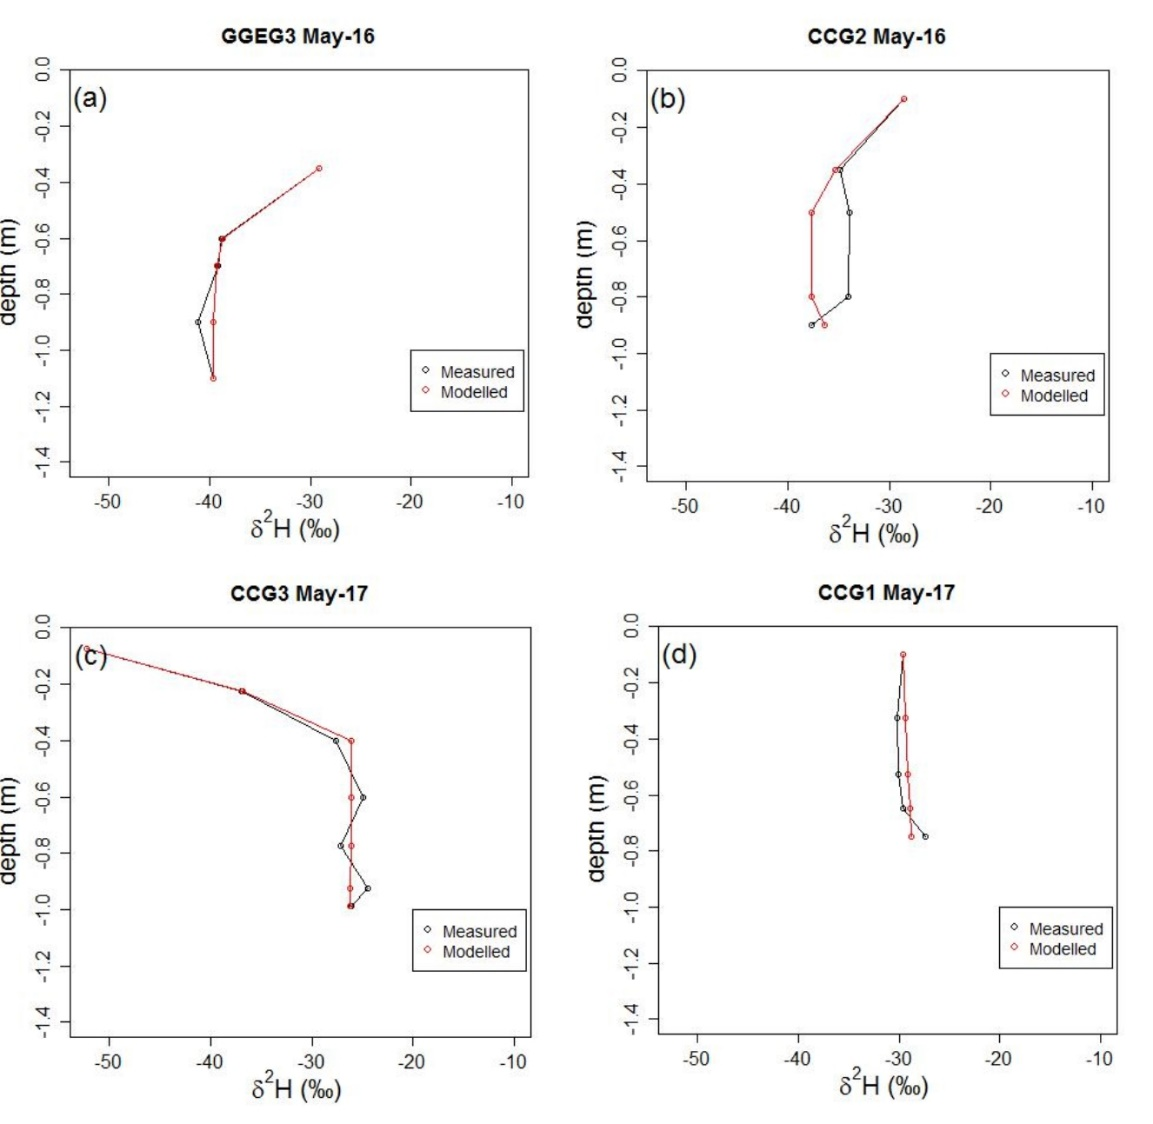 GGEG3 May-16
(a)
0.0
-0.2
-0.4
-0.6
-0.8
-1.0
-1.2
-1.4
depth (m)
Measured
Modelled
-50 -40 -30 -20 -10
δ²H (‰)
CCG2 May-16
(b)
0.0
-0.2
-0.4
-0.6
-0.8
-1.0
-1.2
-1.4
depth (m)
Measured
Modelled
-50 -40 -30 -20 -10
δ²H (‰)
CCG3 May-17
(c)
0.0
-0.2
-0.4
-0.6
-0.8
-1.0
-1.2
-1.4
depth (m)
Measured
Modelled
-50 -40 -30 -20 -10
δ²H (‰)
CCG1 May-17
(d)
0.0
-0.2
-0.4
-0.6
-0.8
-1.0
-1.2
-1.4
depth (m)
Measured
Modelled
-50 -40 -30 -20 -10
δ²H (‰)